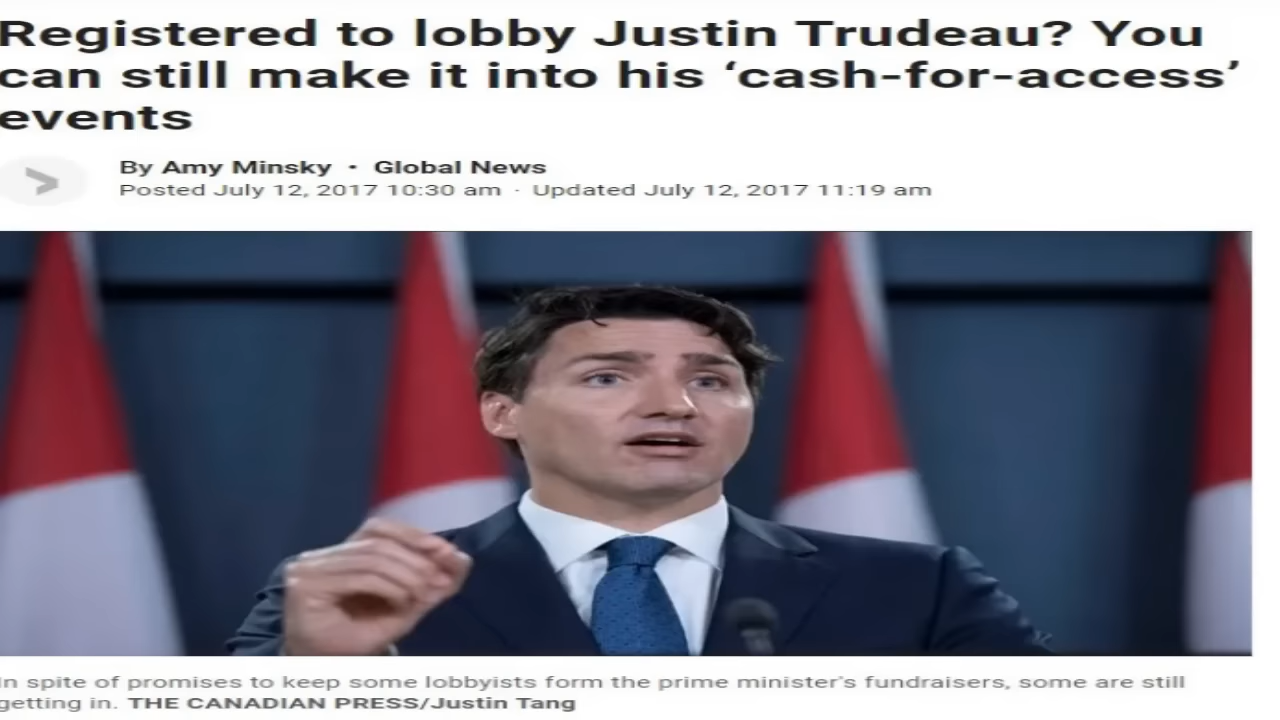 Registered to lobby Justin Trudeau? You
can still make it into his ‘cash-for-access’
events
By Amy Minsky • Global News
Posted July 12, 2017 10:30 am · Updated July 12, 2017 11:19 am
In spite of promises to keep some lobbyists form the prime minister's fundraisers, some are still
getting in. THE CANADIAN PRESS/Justin Tang